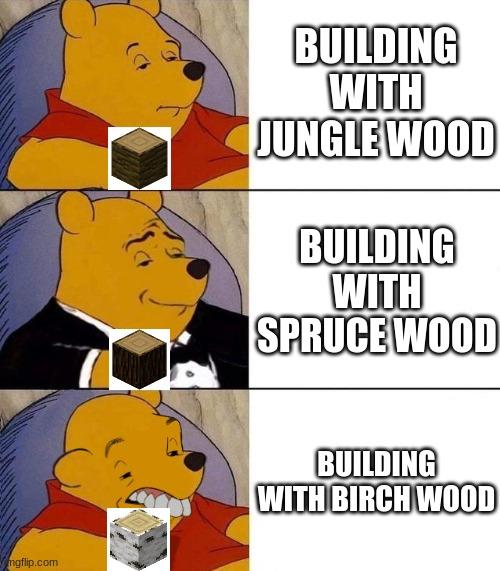 BUILDING
WITH
JUNGLE WOOD
BUILDING
WITH
SPRUCE WOOD
BUILDING
WITH BIRCH WOOD
imgflip.com